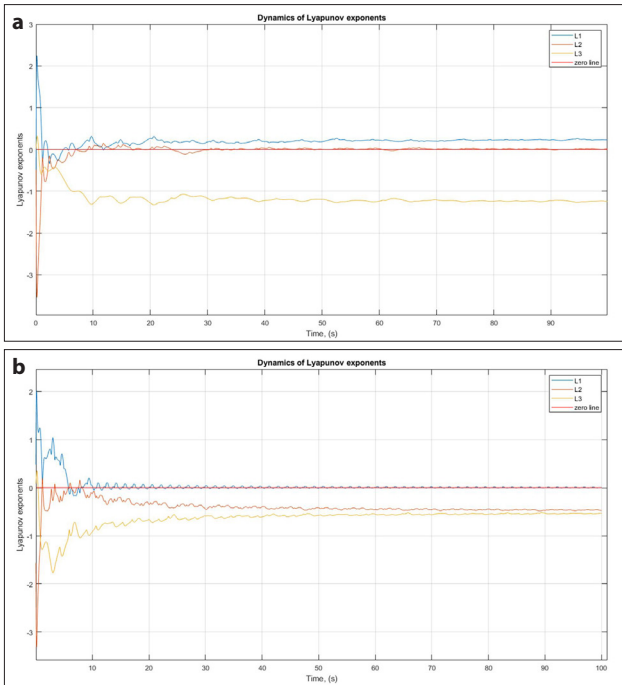 a
Dynamics of Lyapunov exponents
L1
L2
L3
zero line
Lyapunov exponents
3
2
1
0
-1
-2
-3
0 10 20 30 40 50 60 70 80 90
Time, (s)
b
Dynamics of Lyapunov exponents
L1
L2
L3
zero line
Lyapunov exponents
2
1
0
-1
-2
-3
10 20 30 40 50 60 70 80 90 100
Time, (s)